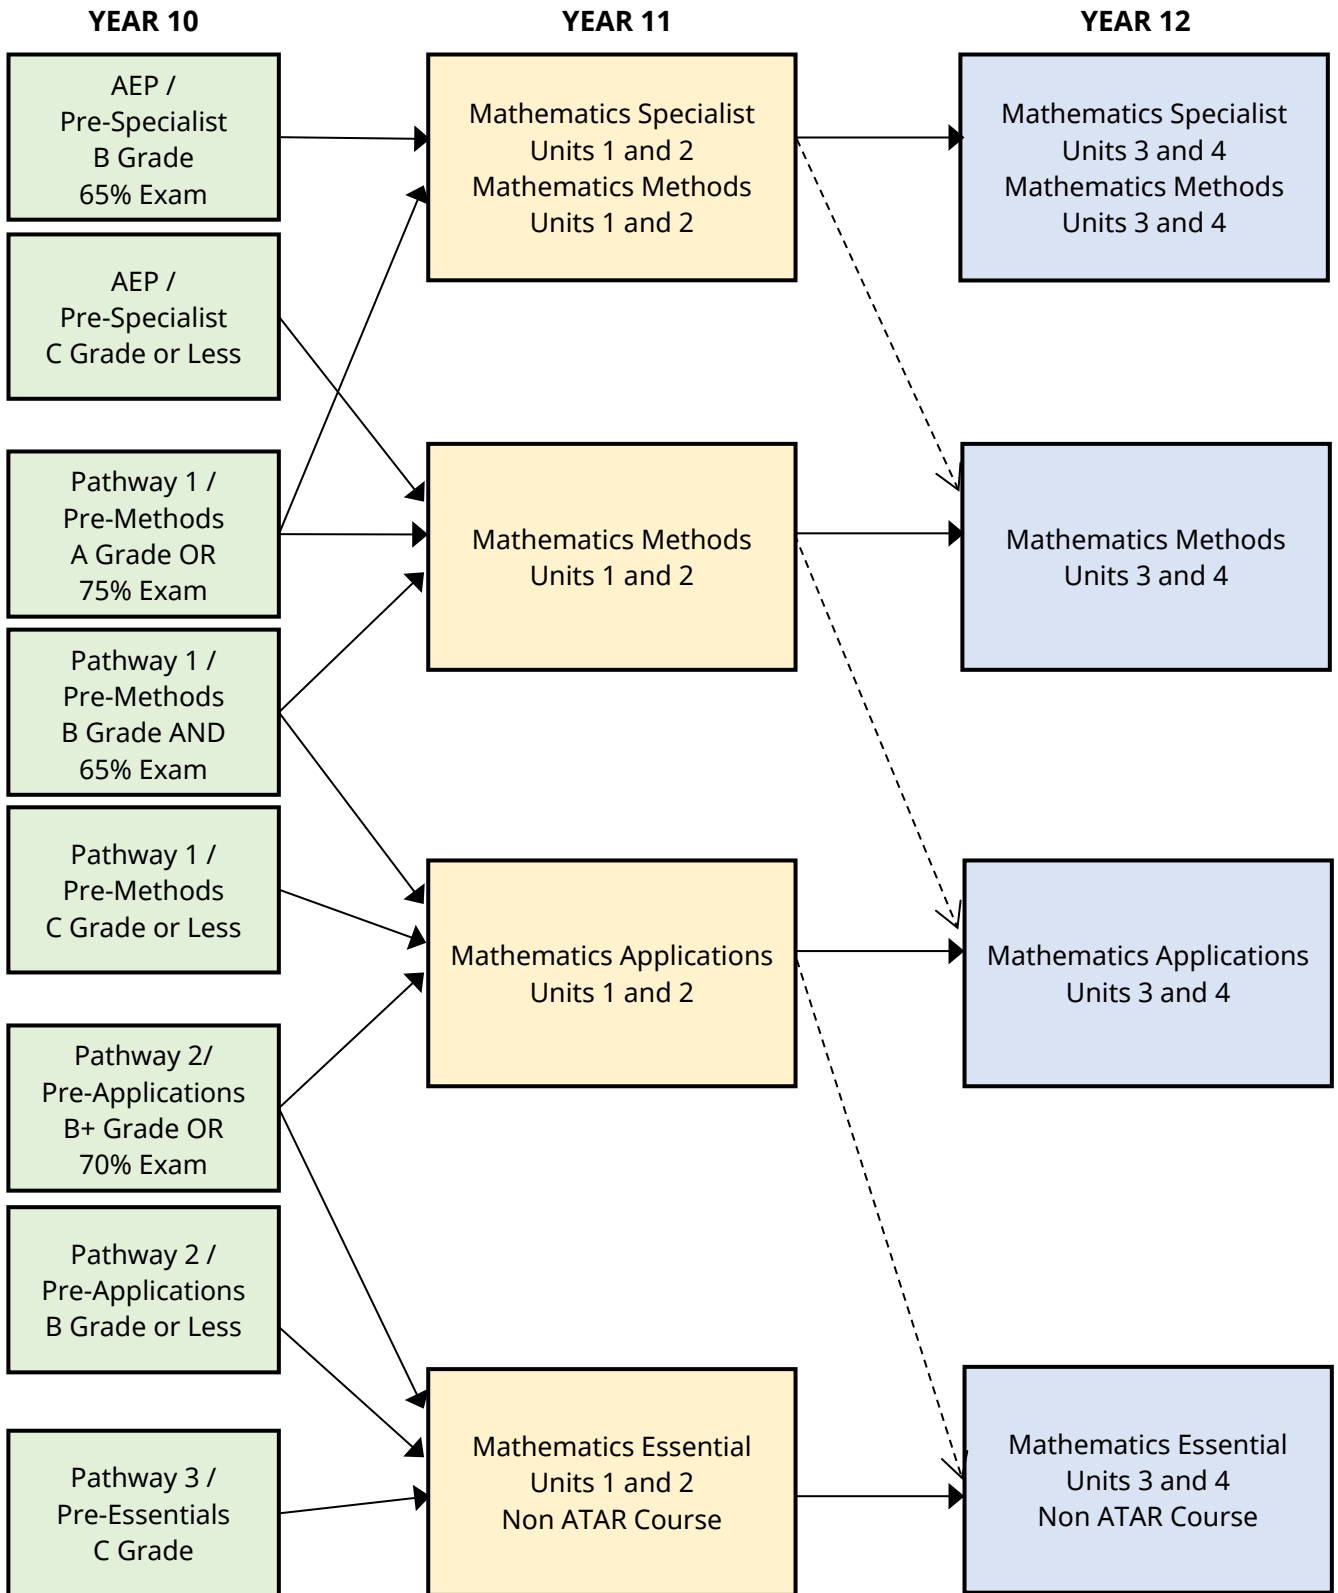 YEAR 10
YEAR 11
YEAR 12
AEP /
Pre-Specialist
B Grade
65% Exam
AEP /
Pre-Specialist
C Grade or Less
Pathway 1 /
Pre-Methods
A Grade OR
75% Exam
Pathway 1 /
Pre-Methods
B Grade AND
65% Exam
Pathway 1 /
Pre-Methods
C Grade or Less
Pathway 2/
Pre-Applications
B+ Grade OR
70% Exam
Pathway 2 /
Pre-Applications
B Grade or Less
Pathway 3 /
Pre-Essentials
C Grade
Mathematics Specialist
Units 1 and 2
Mathematics Methods
Units 1 and 2
Mathematics Methods
Units 1 and 2
Mathematics Applications
Units 1 and 2
Mathematics Essential
Units 1 and 2
Non ATAR Course
Mathematics Specialist
Units 3 and 4
Mathematics Methods
Units 3 and 4
Mathematics Methods
Units 3 and 4
Mathematics Applications
Units 3 and 4
Mathematics Essential
Units 3 and 4
Non ATAR Course